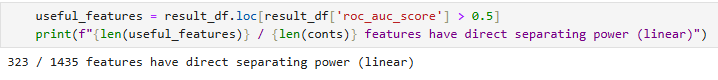 useful_features = result_df.loc[result_df['roc_auc_score'] > 0.5]
print(f"{len(useful_features)} / {len(conts)} features have direct separating power (linear)")
323 / 1435 features have direct separating power (linear)